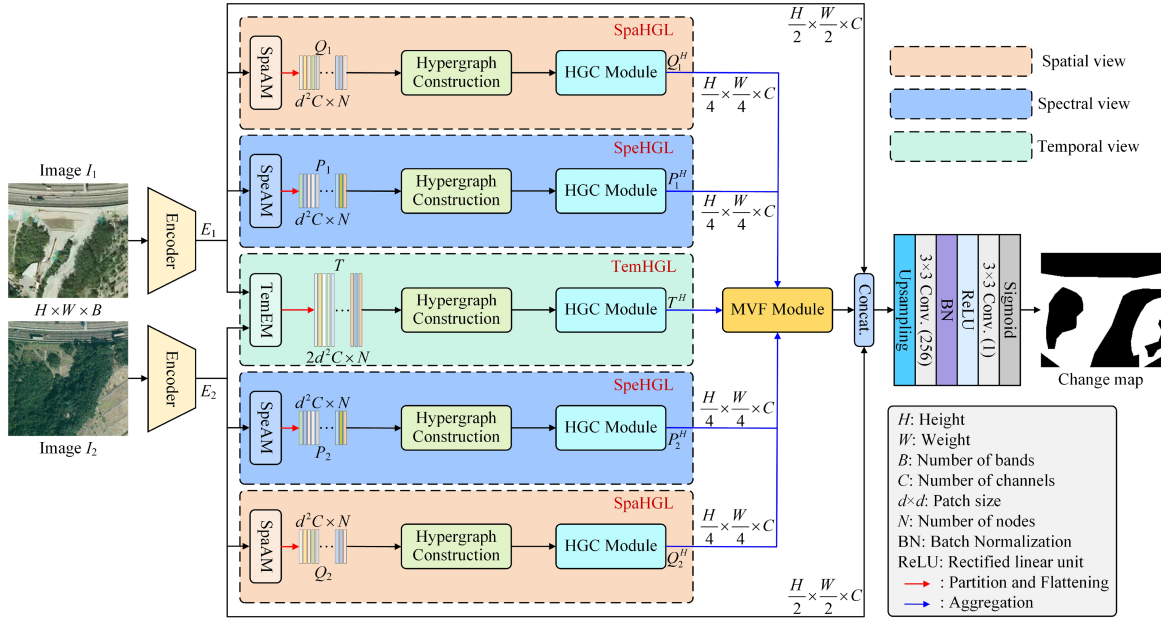 Image I₁
H×W×B
Image I₂
Encoder
E₁
Encoder
E₂
SpaHGL
SpaAM
Q₁
···
d²C×N
Hypergraph
Construction
HGC Module
Q₁ᴴ
H/4 × W/4 × C
SpeHGL
SpeAM
P₁
···
d²C×N
Hypergraph
Construction
HGC Module
P₁ᴴ
H/4 × W/4 × C
TemHGL
TemEM
T
···
2d²C×N
Hypergraph
Construction
HGC Module
Tᴴ
SpeHGL
SpeAM
d²C×N
···
P₂
Hypergraph
Construction
HGC Module
P₂ᴴ
H/4 × W/4 × C
SpaHGL
SpaAM
d²C×N
···
Q₂
Hypergraph
Construction
HGC Module
Q₂ᴴ
H/4 × W/4 × C
H/2 × W/2 × C
H/2 × W/2 × C
MVF Module
Concat.
Upsampling
3×3 Conv. (256)
BN
ReLU
3×3 Conv. (1)
Sigmoid
Change map
Spatial view
Spectral view
Temporal view
H: Height
W: Weight
B: Number of bands
C: Number of channels
d×d: Patch size
N: Number of nodes
BN: Batch Normalization
ReLU: Rectified linear unit
: Partition and Flattening
: Aggregation